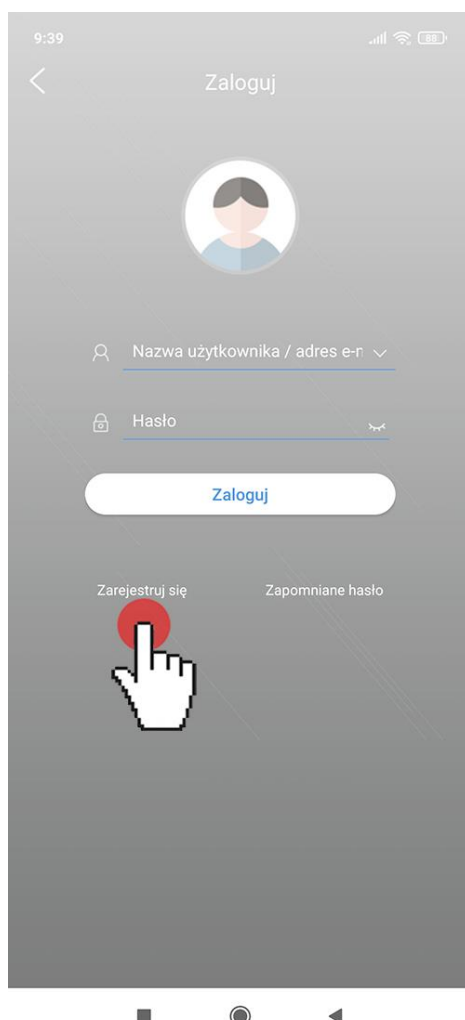 9:39
Zaloguj
Nazwa użytkownika / adres e-
Hasło
Zaloguj
Zarejestruj się
Zapomniane hasło